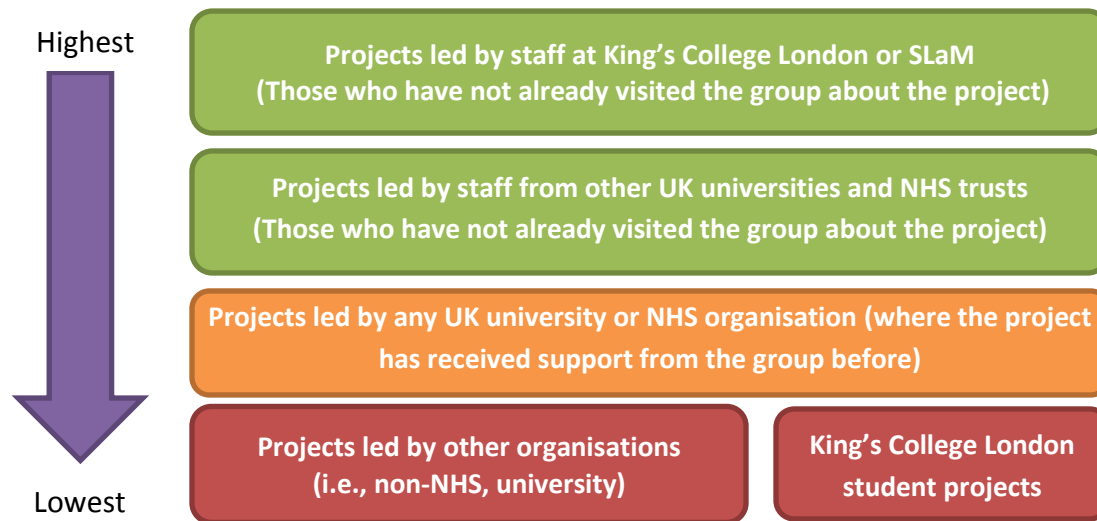 Highest
Projects led by staff at King’s College London or SLaM
(Those who have not already visited the group about the project)
Projects led by staff from other UK universities and NHS trusts
(Those who have not already visited the group about the project)
Projects led by any UK university or NHS organisation (where the project
has received support from the group before)
Projects led by other organisations
(i.e., non-NHS, university)
King’s College London
student projects
Lowest